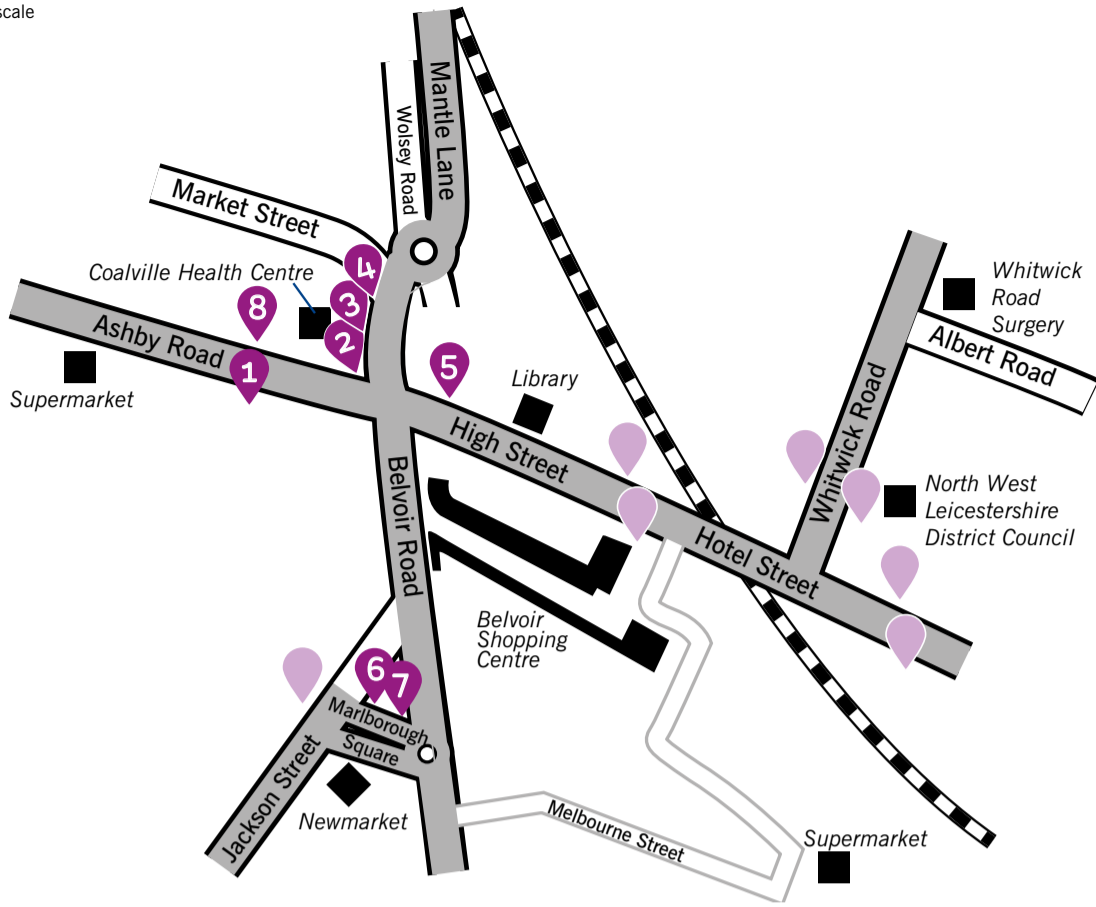 scale
Mantle Lane
Wolsey Road
Market Street
Coalville Health Centre
4
3
2
8
1
5
Ashby Road
Supermarket
Library
High Street
Belvoir Road
Whitwick
Road
Surgery
Albert Road
Whitwick Road
North West
Leicestershire
District Council
Hotel Street
Belvoir
Shopping
Centre
6
7
Marlborough
Square
Jackson Street
Newmarket
Melbourne Street
Supermarket